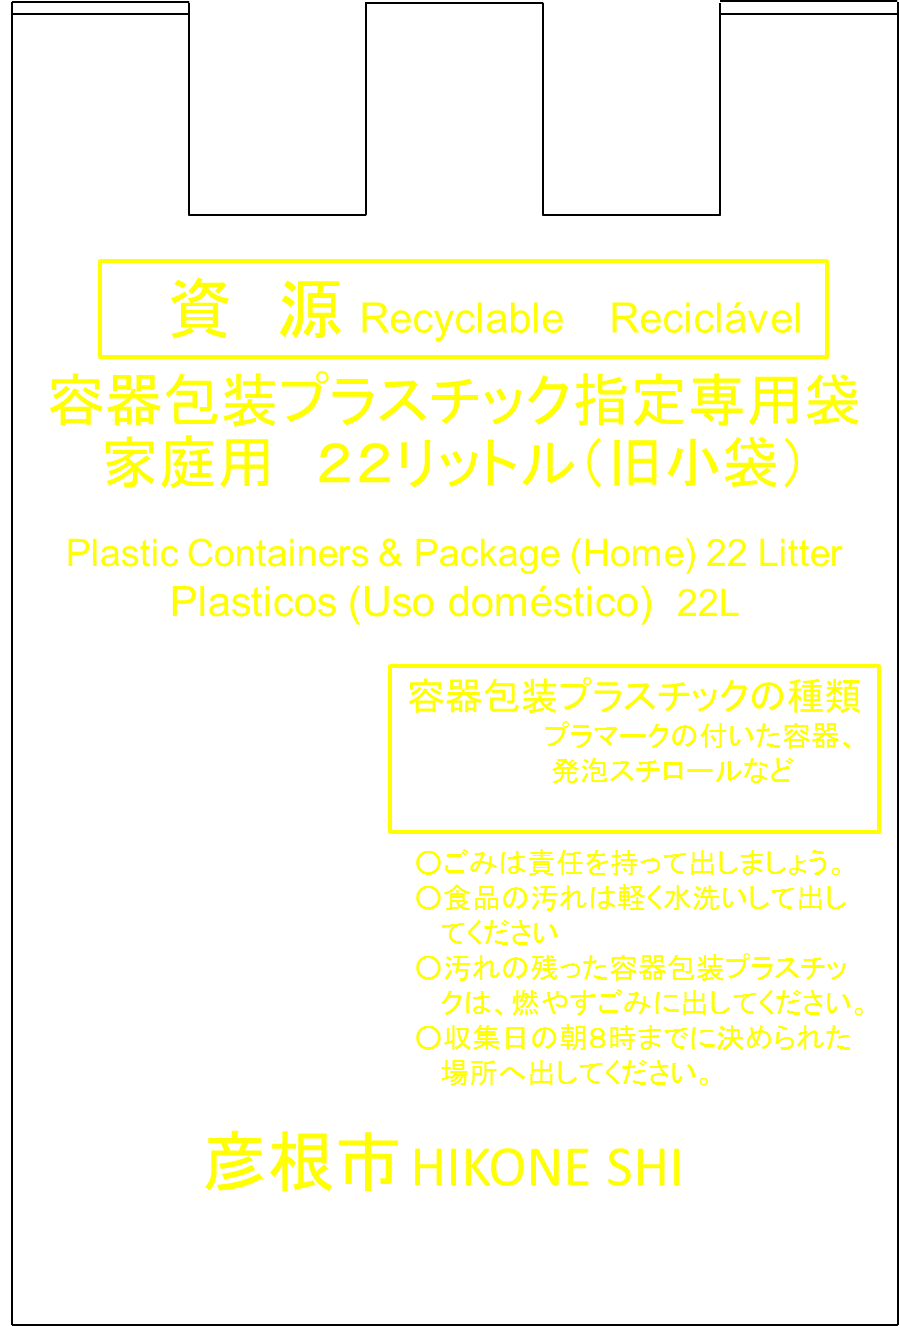 資　源 Recyclable　Reciclável
容器包装プラスチック指定専用袋
家庭用　２２リットル（旧小袋）
Plastic Containers & Package (Home) 22 Litter
Plasticos (Uso doméstico)  22L
容器包装プラスチックの種類
プラマークの付いた容器、
発泡スチロールなど
○ごみは責任を持って出しましょう。
○食品の汚れは軽く水洗いして出し
てください
○汚れの残った容器包装プラスチッ
クは、燃やすごみに出してください。
○収集日の朝８時までに決められた
場所へ出してください。
彦根市 HIKONE SHI